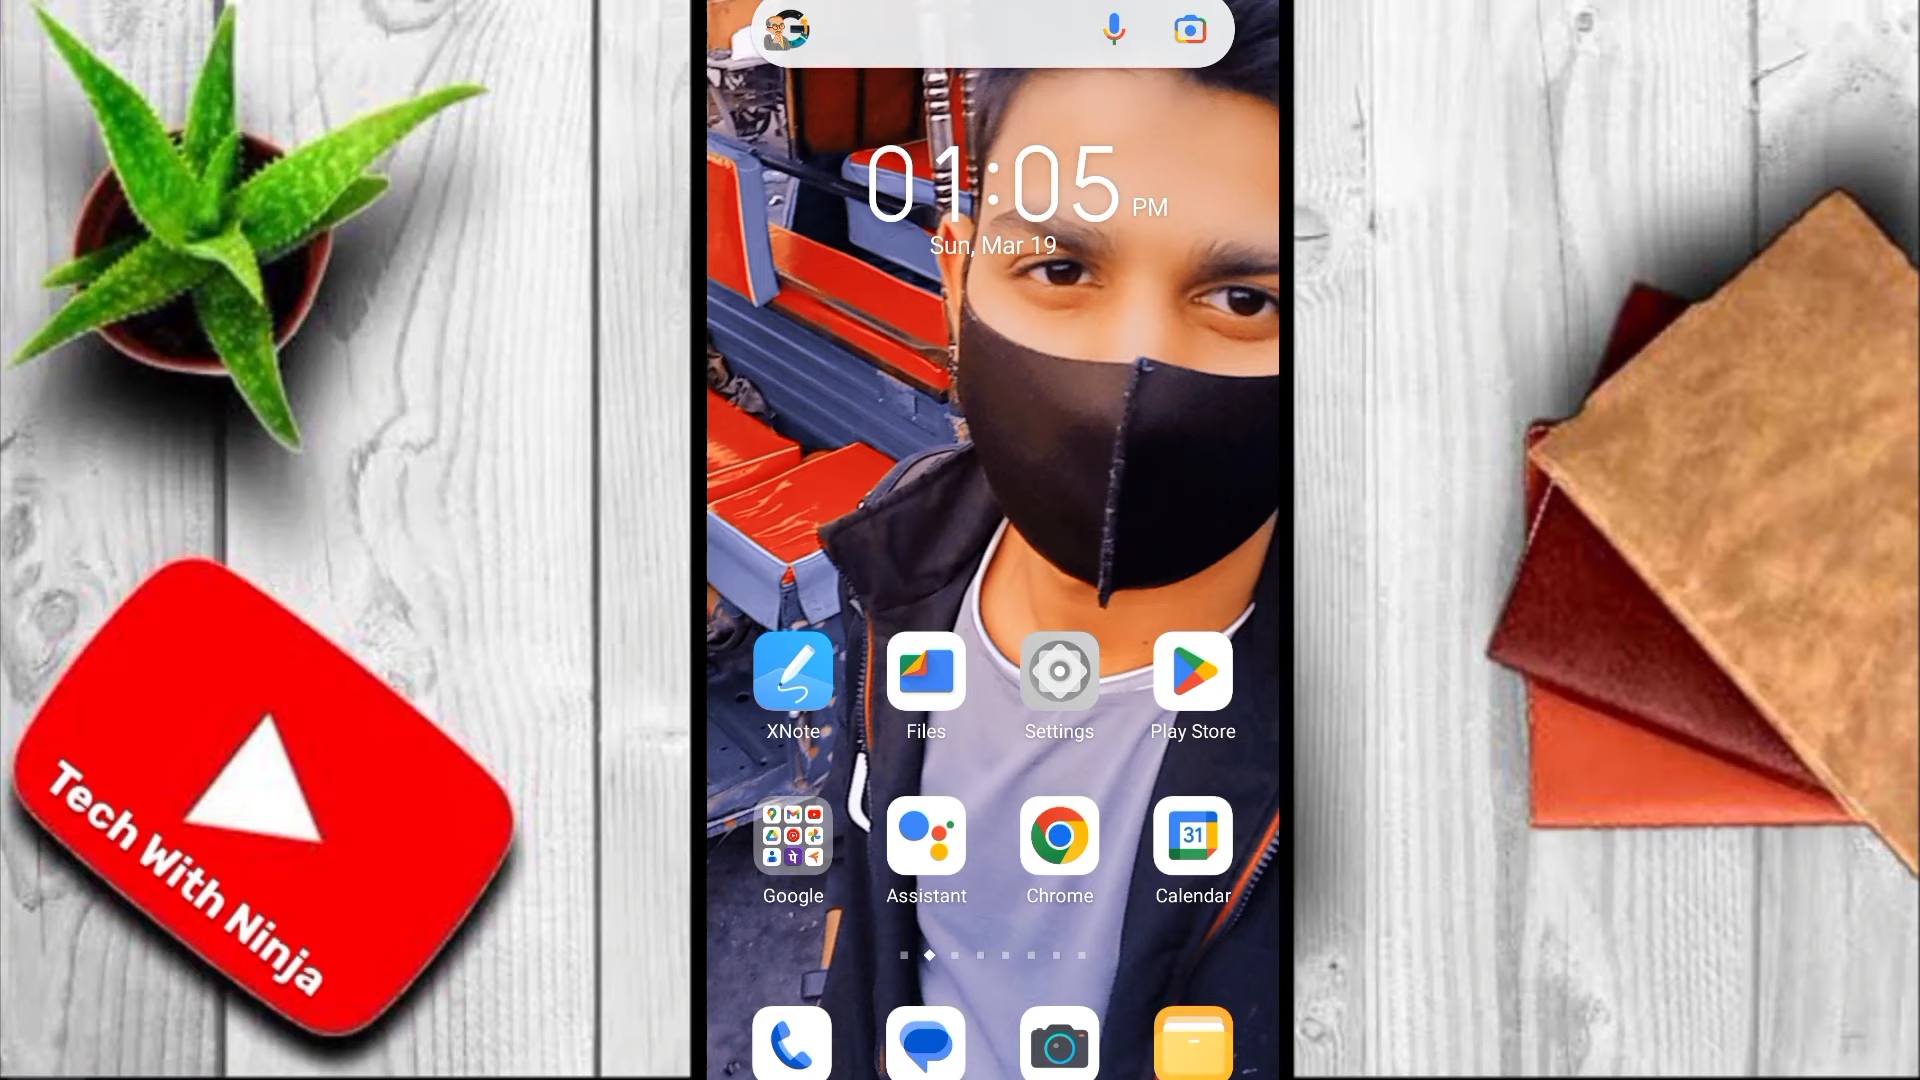 01:05 PM
Sun, Mar 19
XNote
Files
Settings
Play Store
Google
Assistant
31
Chrome
Calendar
Tech With Ninja